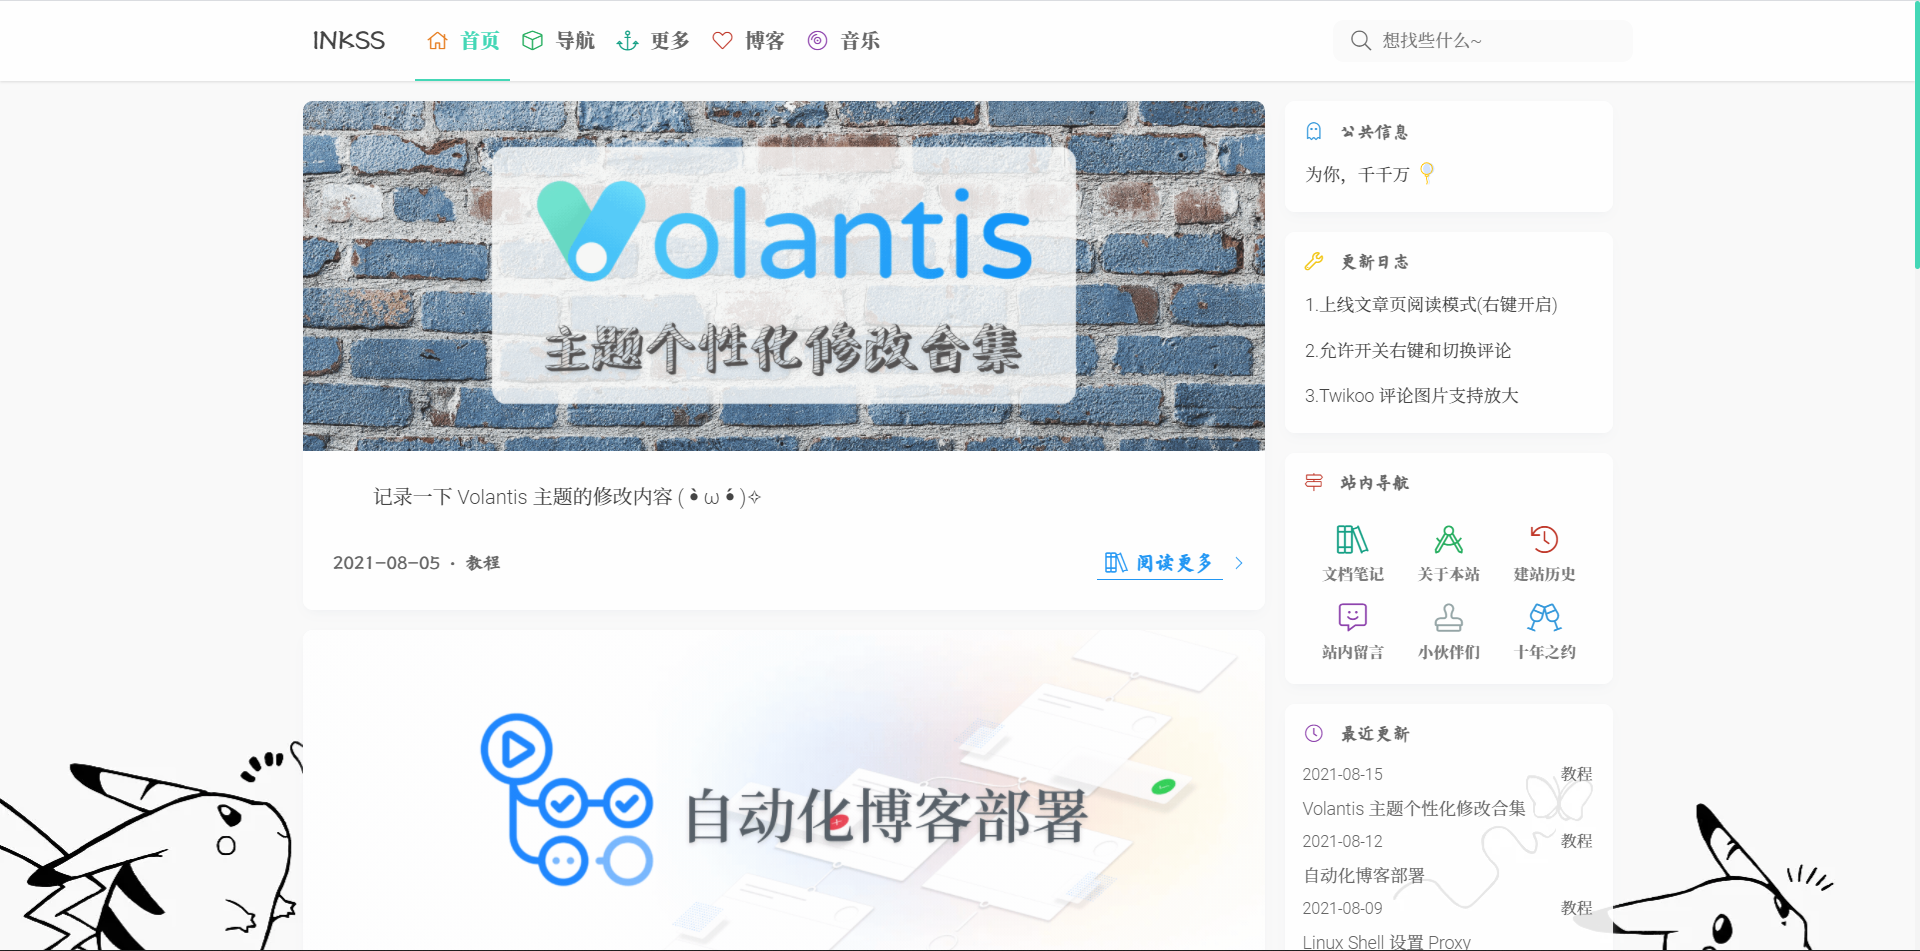 INKSS 首页 导航 更多 博客 音乐 想找些什么~
Volantis
主题个性化修改合集
记录一下 Volantis 主题的修改内容 (•̀ω•́)✧
2021-08-05 · 教程 阅读更多
自动化博客部署
公共信息
为你，千千万
更新日志
1.上线文章页阅读模式(右键开启)
2.允许开关右键和切换评论
3.Twikoo 评论图片支持放大
站内导航
文档笔记 关于本站 建站历史
站内留言 小伙伴们 十年之约
最近更新
2021-08-15 教程
Volantis 主题个性化修改合集
2021-08-12 教程
自动化博客部署
2021-08-09 教程
Linux Shell 设置 Proxy